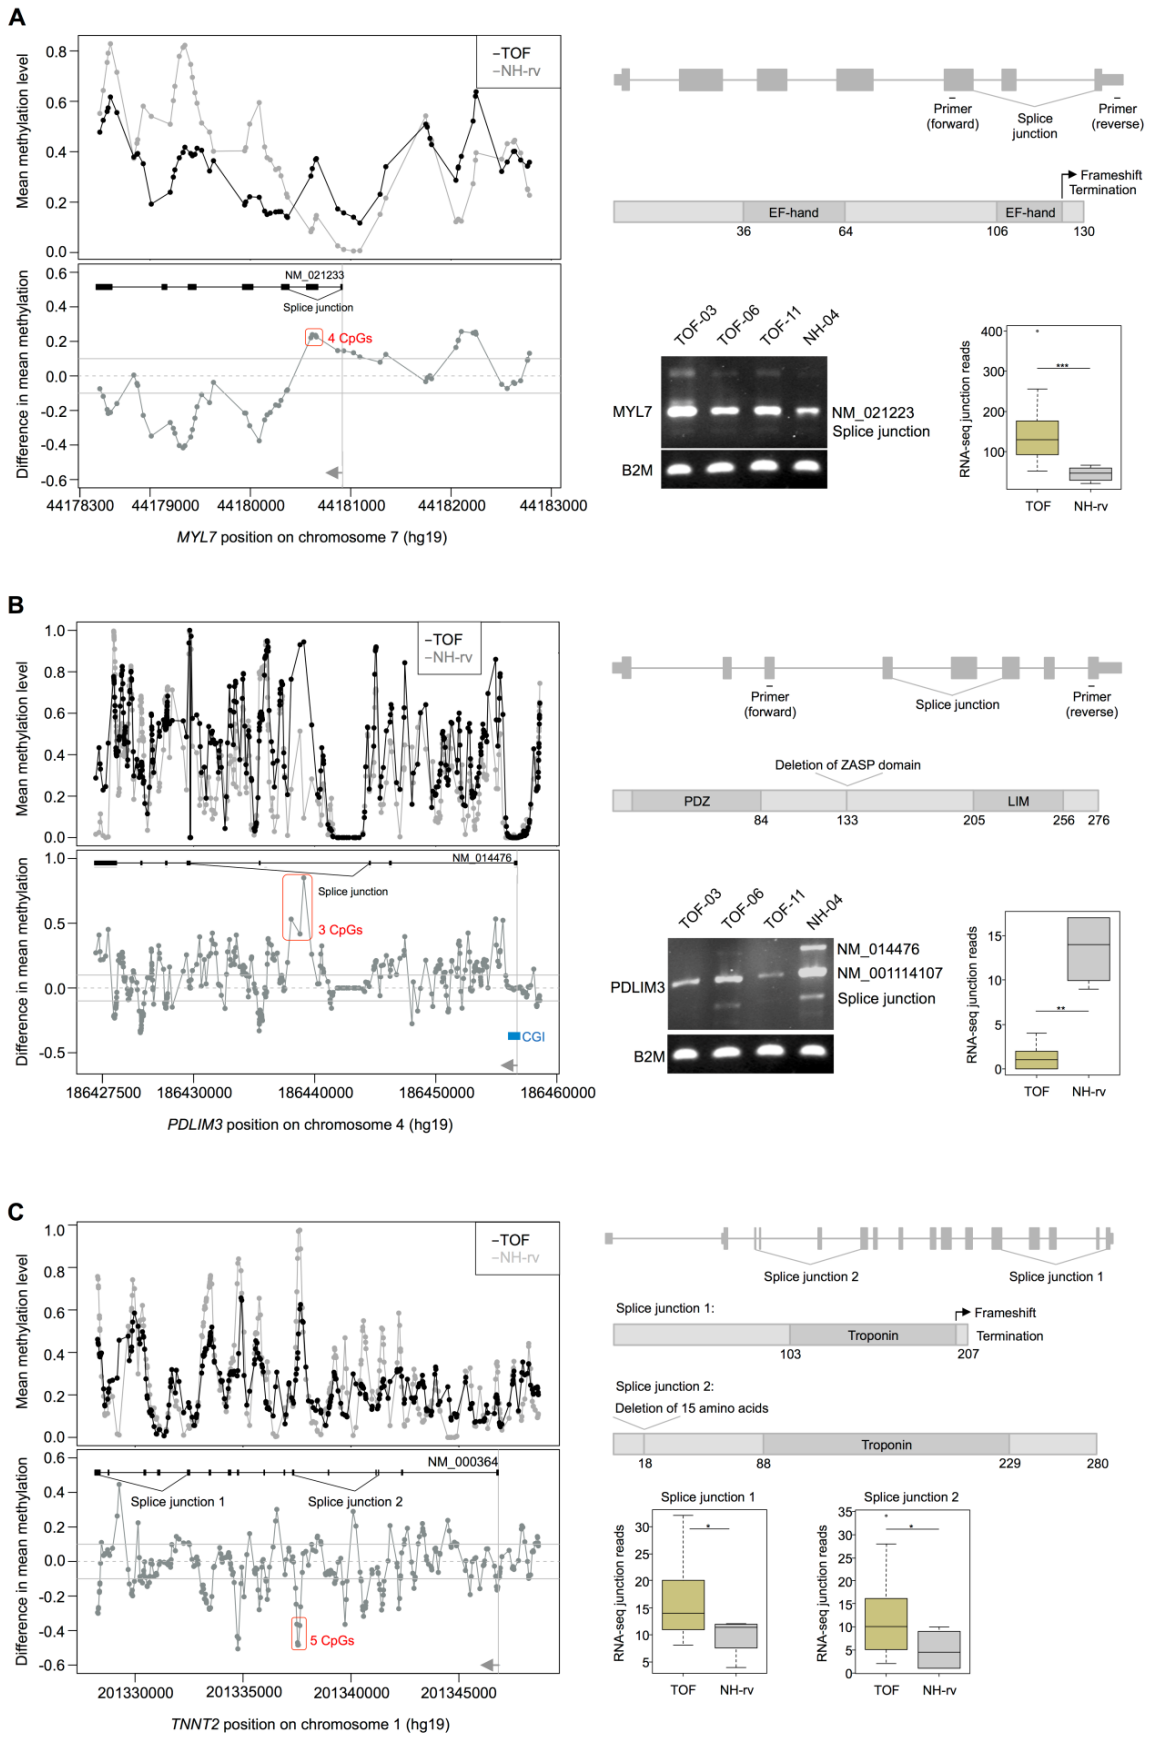 A
Mean methylation level
0.8
0.6
0.4
0.2
0.0
–TOF
–NH-rv
Difference in mean methylation
0.6
0.4
0.2
0.0
-0.2
-0.4
-0.6
NM_021233
Splice junction
4 CpGs
44178300 44179000 44180000 44181000 44182000 44183000
MYL7 position on chromosome 7 (hg19)
Primer
(forward)
Splice
junction
Primer
(reverse)
Frameshift
Termination
EF-hand
EF-hand
36 64 106 130
TOF-03
TOF-06
TOF-11
NH-04
MYL7
NM_021223
Splice junction
B2M
RNA-seq junction reads
400
300
200
100
***
TOF NH-rv
B
Mean methylation level
1.0
0.8
0.6
0.4
0.2
0.0
–TOF
–NH-rv
Difference in mean methylation
1.0
0.5
0.0
-0.5
NM_014476
Splice junction
3 CpGs
CGI
186427500 186430000 186440000 186450000 186460000
PDLIM3 position on chromosome 4 (hg19)
Primer
(forward)
Splice junction
Primer
(reverse)
Deletion of ZASP domain
PDZ
LIM
84 133 205 256 276
TOF-03
TOF-06
TOF-11
NH-04
PDLIM3
NM_014476
NM_001114107
Splice junction
B2M
RNA-seq junction reads
15
10
5
0
**
TOF NH-rv
C
Mean methylation level
1.0
0.8
0.6
0.4
0.2
0.0
–TOF
–NH-rv
Difference in mean methylation
0.6
0.4
0.2
0.0
-0.2
-0.4
-0.6
NM_000364
Splice junction 1
Splice junction 2
5 CpGs
201330000 201335000 201340000 201345000
TNNT2 position on chromosome 1 (hg19)
Splice junction 2
Splice junction 1
Splice junction 1:
Frameshift
Termination
Troponin
103 207
Splice junction 2:
Deletion of 15 amino acids
Troponin
18 88 229 280
Splice junction 1
RNA-seq junction reads
30
25
20
15
10
5
*
TOF NH-rv
Splice junction 2
RNA-seq junction reads
35
30
25
20
15
10
5
0
*
TOF NH-rv